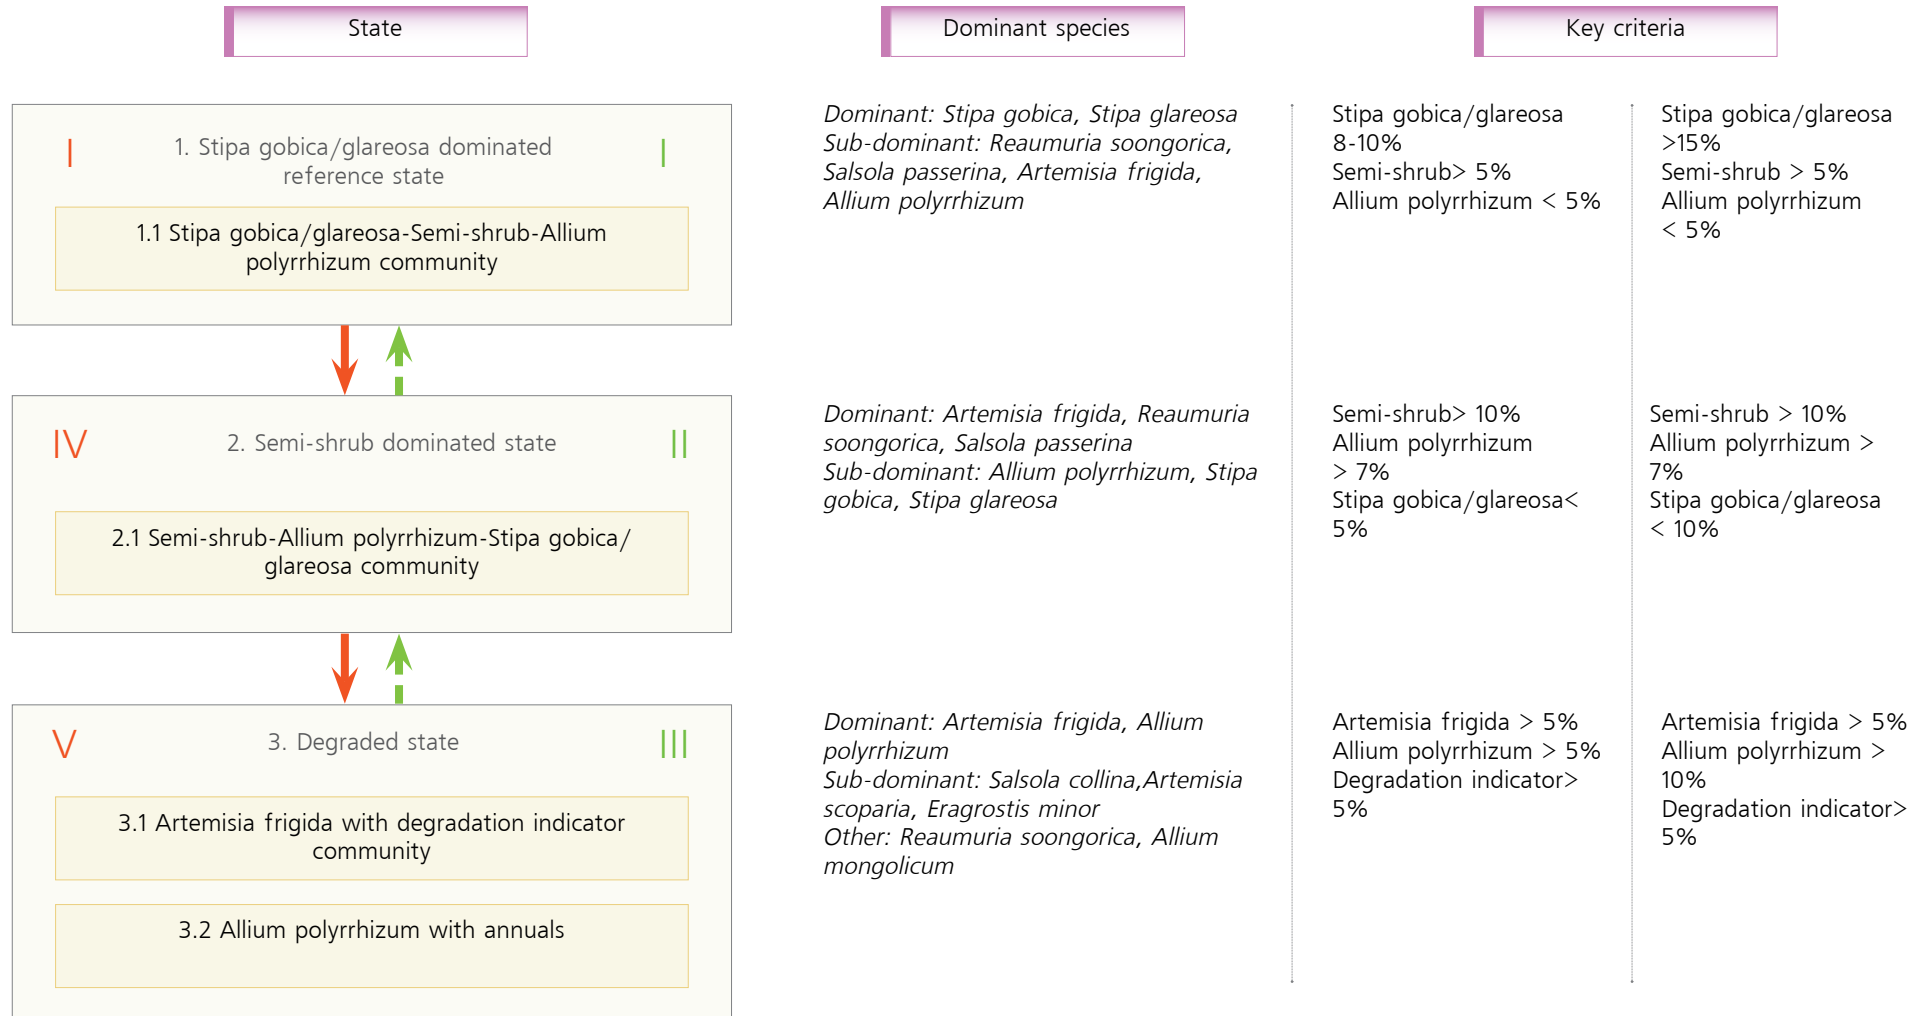 State
Dominant species
Key criteria
I
1. Stipa gobica/glareosa dominated
reference state
I
1.1 Stipa gobica/glareosa-Semi-shrub-Allium
polyrrhizum community
Dominant: Stipa gobica, Stipa glareosa
Sub-dominant: Reaumuria soongorica,
Salsola passerina, Artemisia frigida,
Allium polyrrhizum
Stipa gobica/glareosa
8-10%
Semi-shrub> 5%
Allium polyrrhizum < 5%
Stipa gobica/glareosa
>15%
Semi-shrub > 5%
Allium polyrrhizum
< 5%
IV
2. Semi-shrub dominated state
II
2.1 Semi-shrub-Allium polyrrhizum-Stipa gobica/
glareosa community
Dominant: Artemisia frigida, Reaumuria
soongorica, Salsola passerina
Sub-dominant: Allium polyrrhizum, Stipa
gobica, Stipa glareosa
Semi-shrub> 10%
Allium polyrrhizum
> 7%
Stipa gobica/glareosa<
5%
Semi-shrub > 10%
Allium polyrrhizum >
7%
Stipa gobica/glareosa
< 10%
V
3. Degraded state
III
3.1 Artemisia frigida with degradation indicator
community
3.2 Allium polyrrhizum with annuals
Dominant: Artemisia frigida, Allium
polyrrhizum
Sub-dominant: Salsola collina,Artemisia
scoparia, Eragrostis minor
Other: Reaumuria soongorica, Allium
mongolicum
Artemisia frigida > 5%
Allium polyrrhizum > 5%
Degradation indicator>
5%
Artemisia frigida > 5%
Allium polyrrhizum >
10%
Degradation indicator>
5%